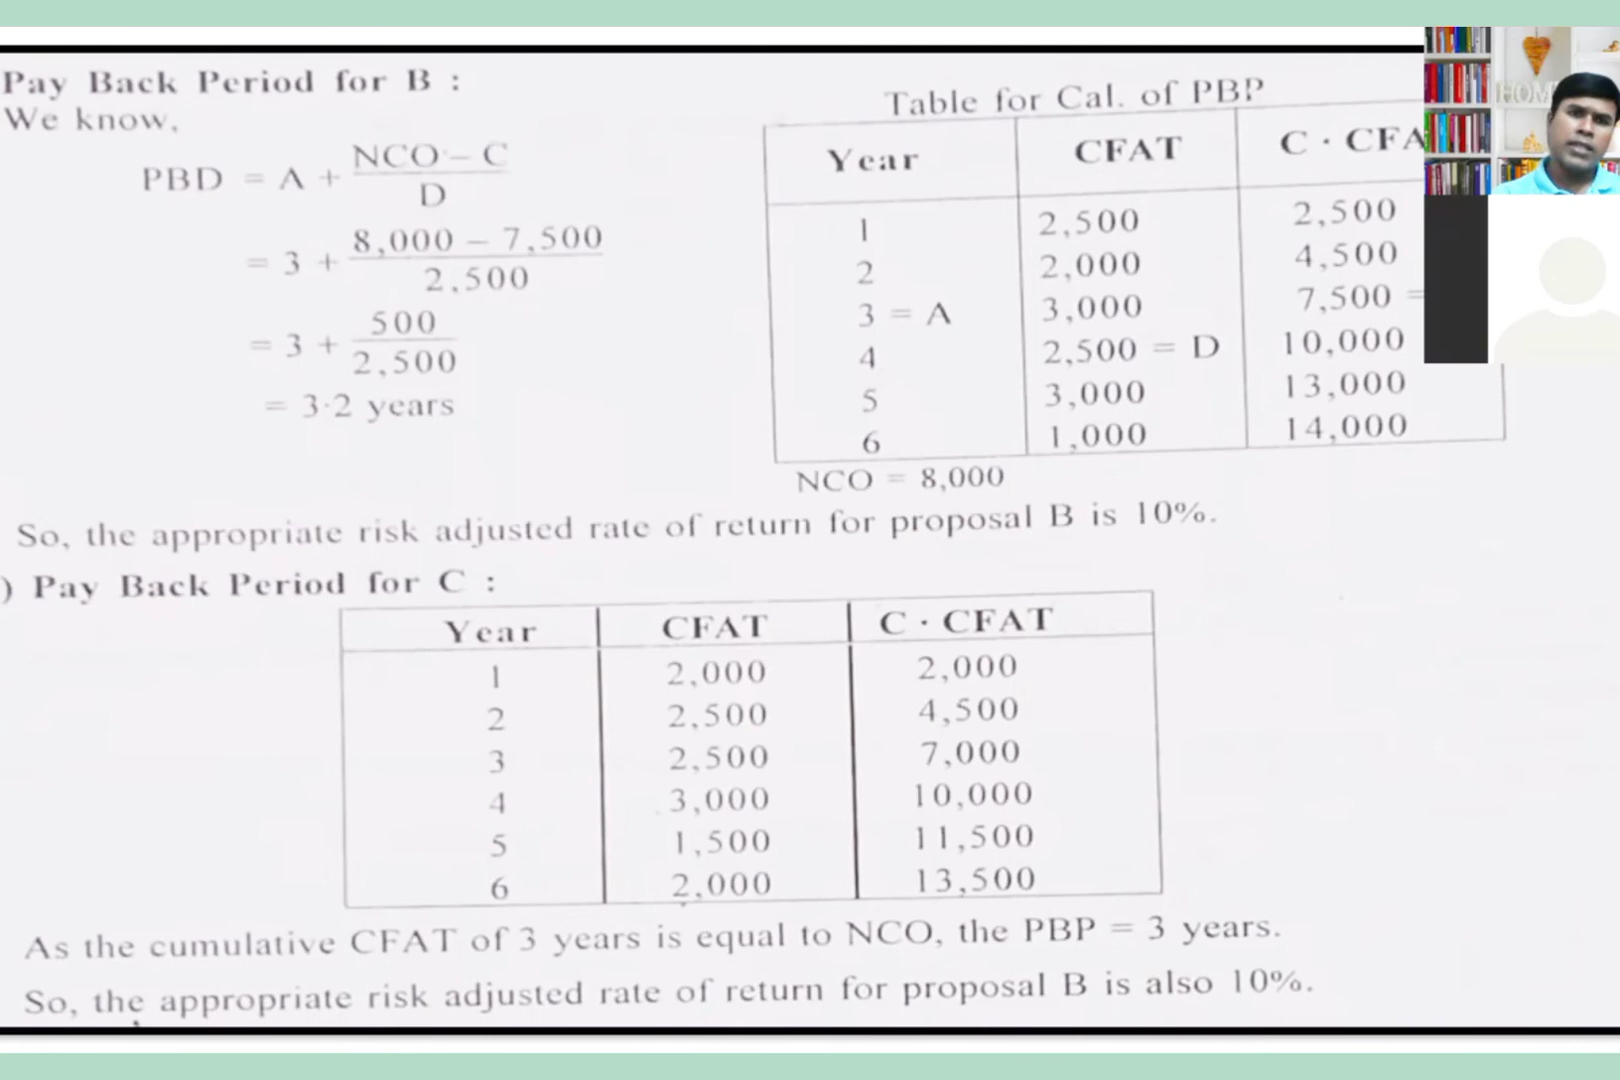 Pay Back Period for B :
We know,
PBD = A + NCO – C
D
= 3 + 8,000 – 7,500
2,500
= 3 + 500
2,500
= 3·2 years
Table for Cal. of PBP
Year CFAT C · CFA
1 2,500 2,500
2 2,000 4,500
3 = A 3,000 7,500 =
4 2,500 = D 10,000
5 3,000 13,000
6 1,000 14,000
NCO = 8,000
So, the appropriate risk adjusted rate of return for proposal B is 10%.
) Pay Back Period for C :
Year CFAT C · CFAT
1 2,000 2,000
2 2,500 4,500
3 2,500 7,000
4 3,000 10,000
5 1,500 11,500
6 2,000 13,500
As the cumulative CFAT of 3 years is equal to NCO, the PBP = 3 years.
So, the appropriate risk adjusted rate of return for proposal B is also 10%.
HOM